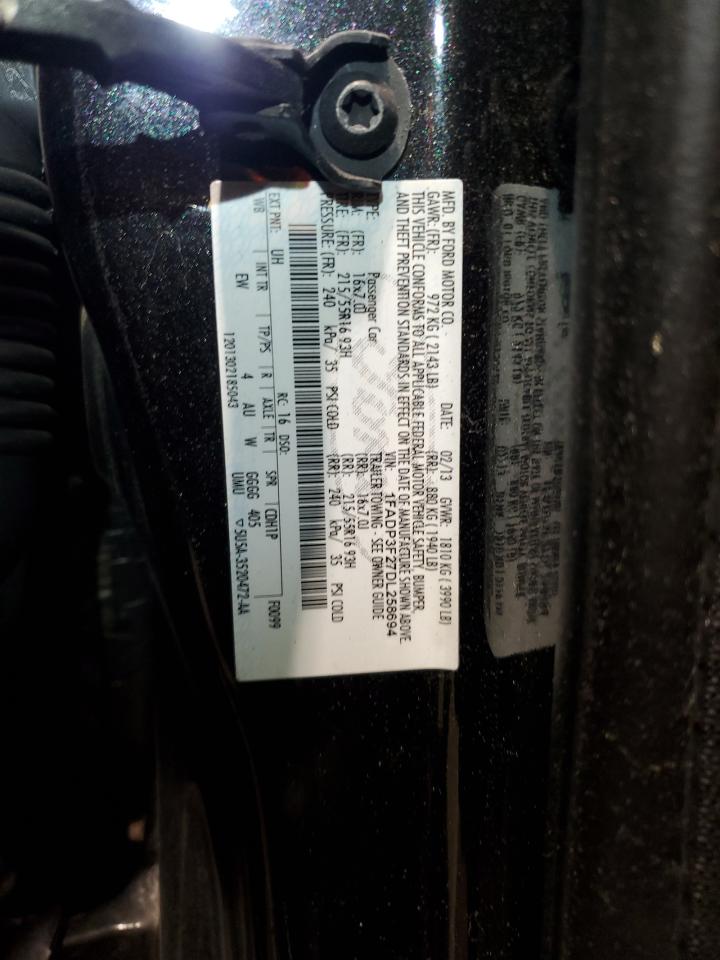 MFD. BY FORD MOTOR CO.
DATE: 02/13 GVWR: 1810 KG ( 3990 LB)
GAWR: (FR): 972 KG ( 2143 LB) (RR): 880 KG ( 1940 LB)
THIS VEHICLE CONFORMS TO ALL APPLICABLE FEDERAL MOTOR VEHICLE SAFETY, BUMPER,
AND THEFT PREVENTION STANDARDS IN EFFECT ON THE DATE OF MANUFACTURE SHOWN ABOVE.
VIN: 1FADP3F27DL258694
TYPE: Passenger Car TRAILER TOWING - SEE OWNER GUIDE
RIM: (FR): 16x7.0J (RR): 16x7.0J
TIRE: (FR): 215/55R16 93H (RR): 215/55R16 93H
PRESSURE: (FR): 240 kPa/ 35 PSI COLD (RR): 240 kPa/ 35 PSI COLD
EXT PNT: UH RC: 16 DSO: F0099
WB INT TR TP/PS R AXLE TR SPR CDH1P
EW 4 AU W GGGG 405
UMU ▽5U5A-3520472-AA
1201302185043